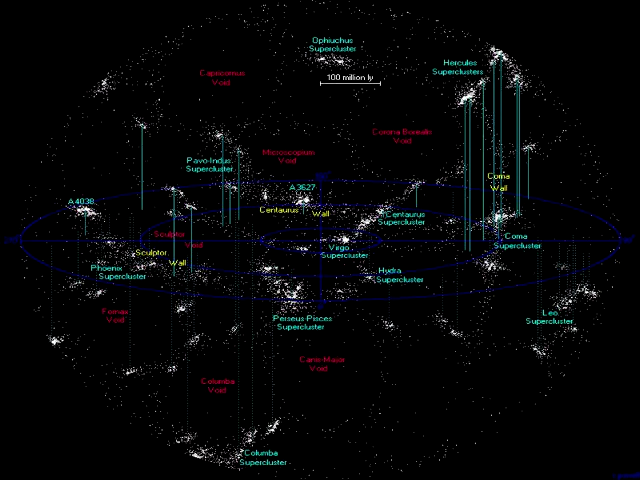 Ophiuchus
Supercluster
Capricornus
Void
100 million ly
Hercules
Superclusters
Corona Borealis
Void
Microscopium
Void
Pavo-Indus
Supercluster
Coma
Wall
A3627
A4038
Centaurus
Wall
Centaurus
Supercluster
Sculptor
Void
Coma
Supercluster
Virgo
Supercluster
Sculptor
Wall
Phoenix
Supercluster
Hydra
Supercluster
Fornax
Void
Perseus-Pisces
Supercluster
Leo
Supercluster
Canis-Major
Void
Columba
Void
Columba
Supercluster